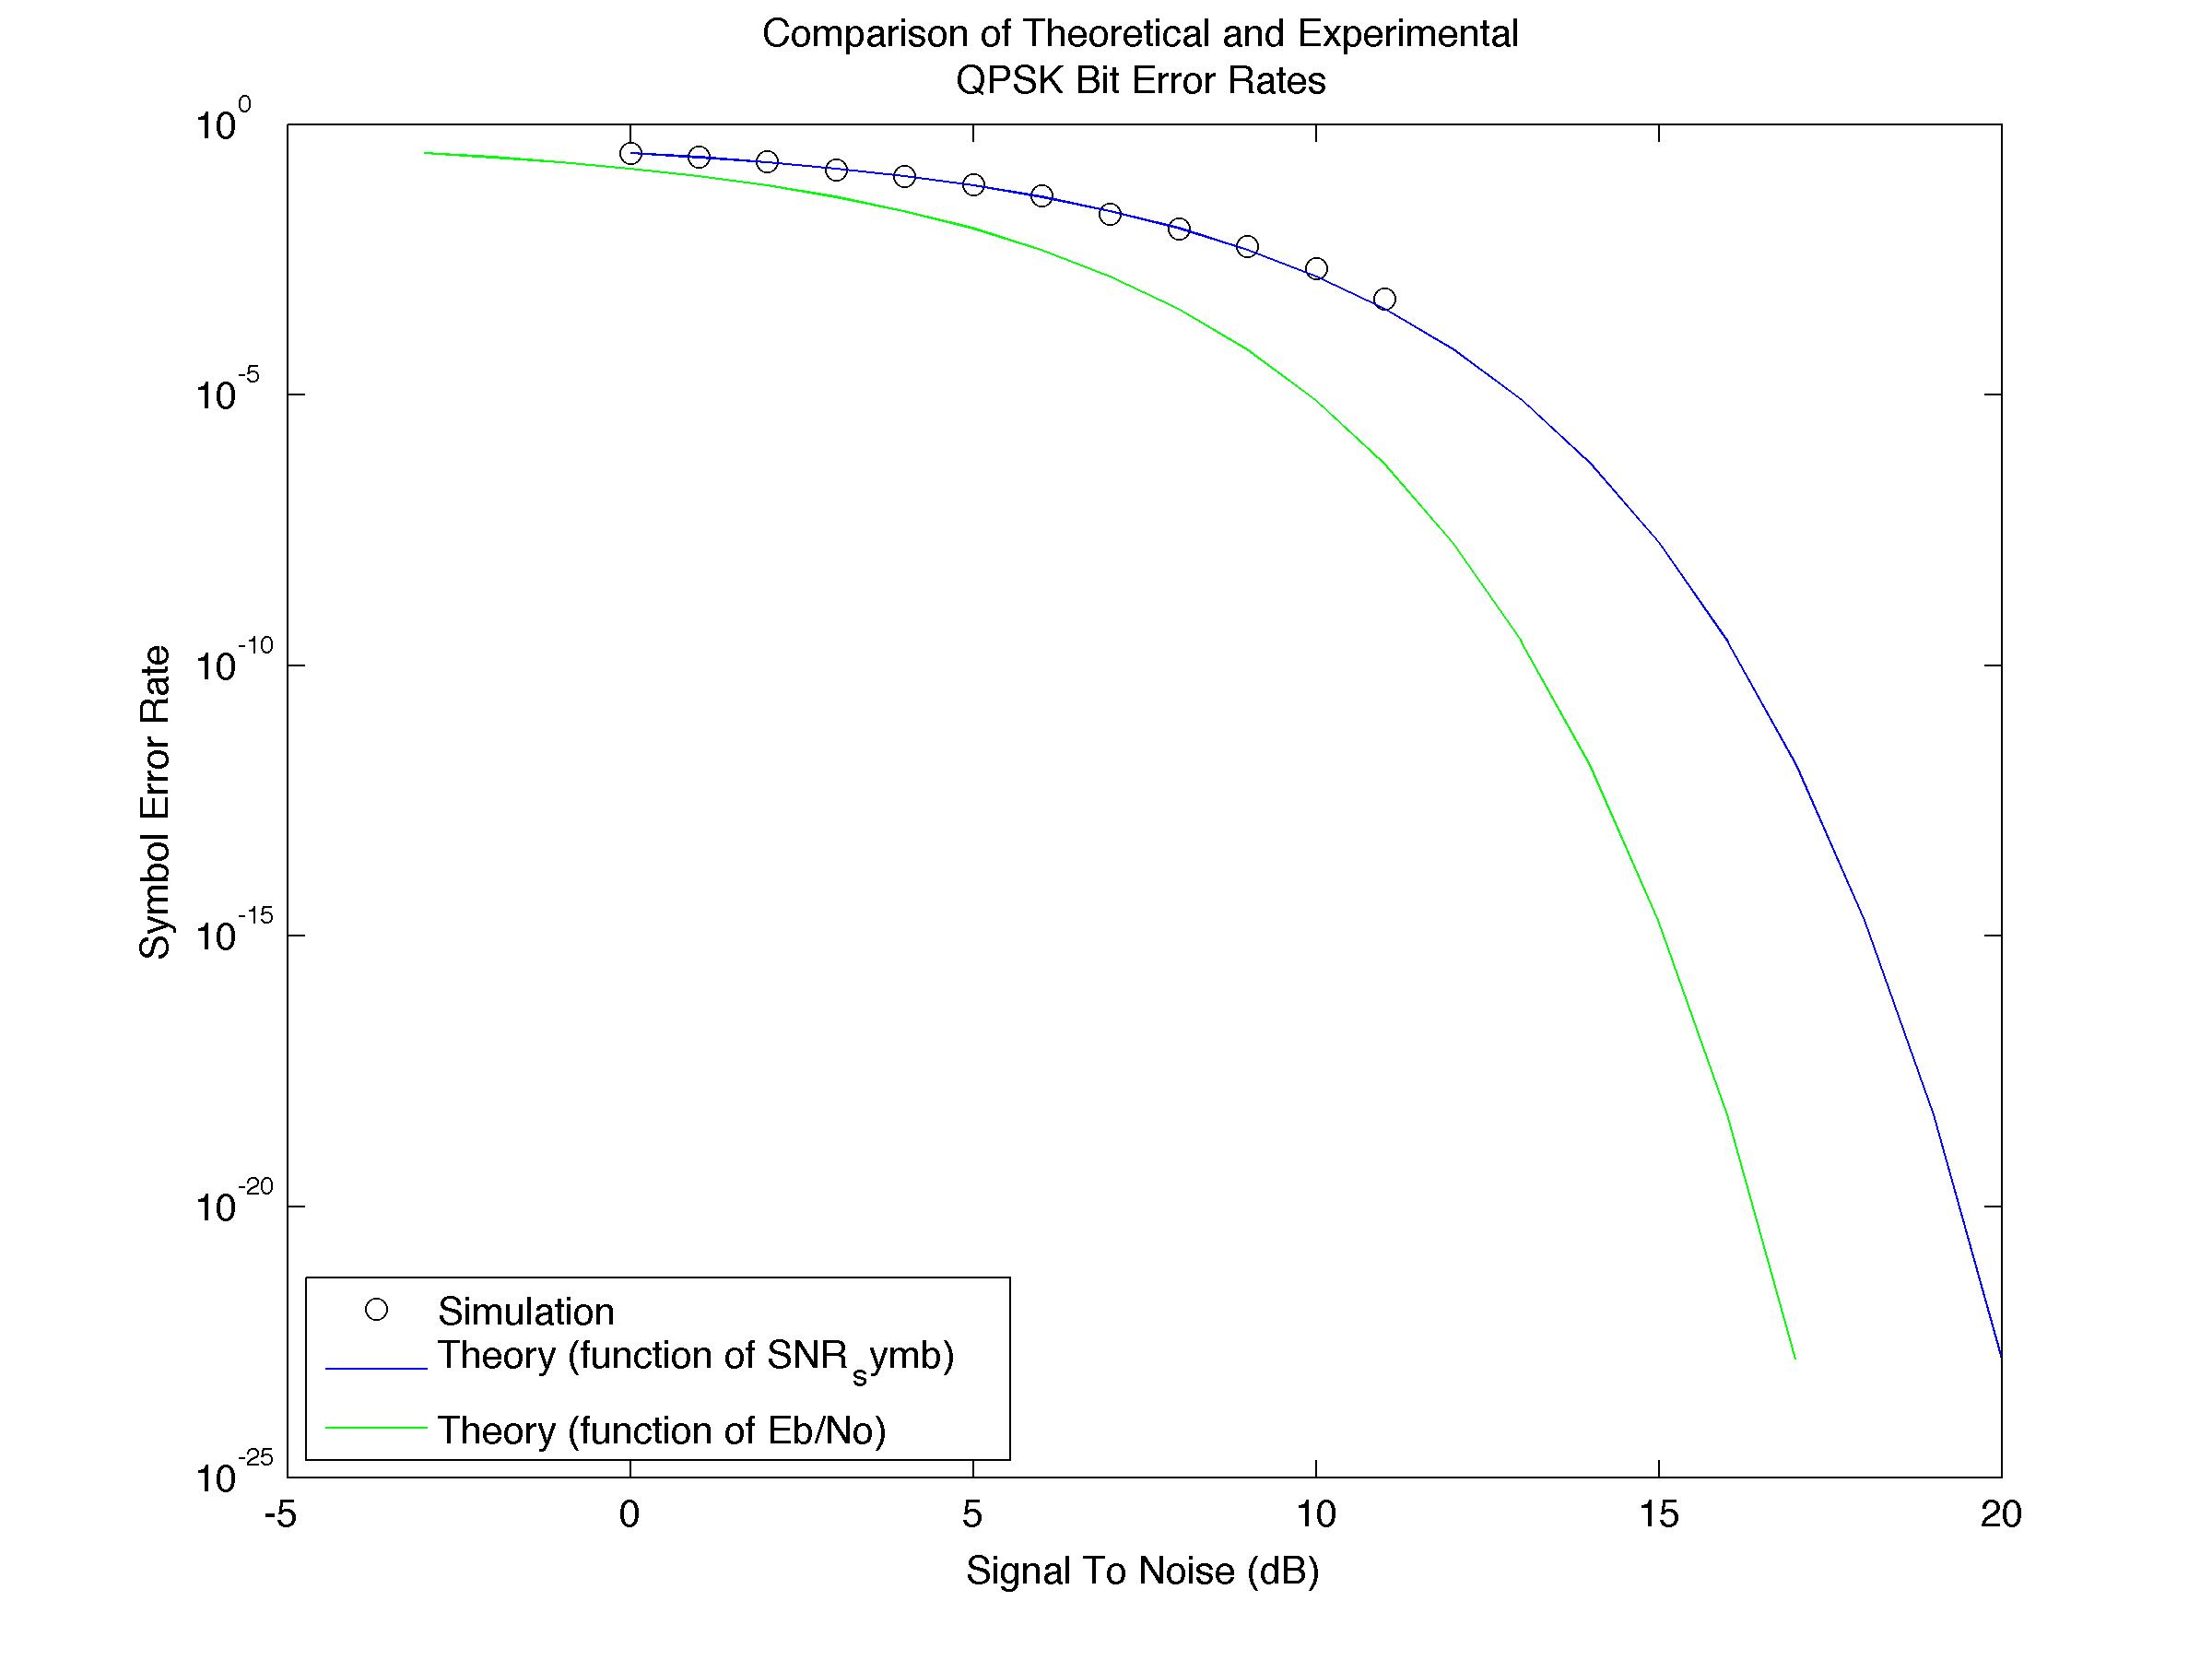 Comparison of Theoretical and Experimental
QPSK Bit Error Rates
10^0
10^-5
10^-10
10^-15
10^-20
10^-25
Symbol Error Rate
Simulation
Theory (function of SNR_symb)
Theory (function of Eb/No)
-5 0 5 10 15 20
Signal To Noise (dB)